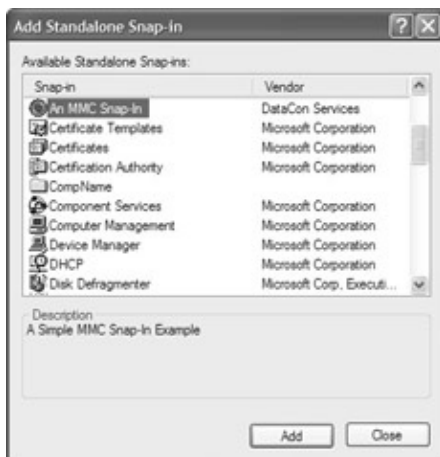 Add Standalone Snap-in
Available Standalone Snap-ins:
Snap-in Vendor
An MMC Snap-In DataCon Services
Certificate Templates Microsoft Corporation
Certificates Microsoft Corporation
Certification Authority Microsoft Corporation
CompName
Component Services Microsoft Corporation
Computer Management Microsoft Corporation
Device Manager Microsoft Corporation
DHCP Microsoft Corporation
Disk Defragmenter Microsoft Corp, Executi...
Description
A Simple MMC Snap-In Example
Add Close